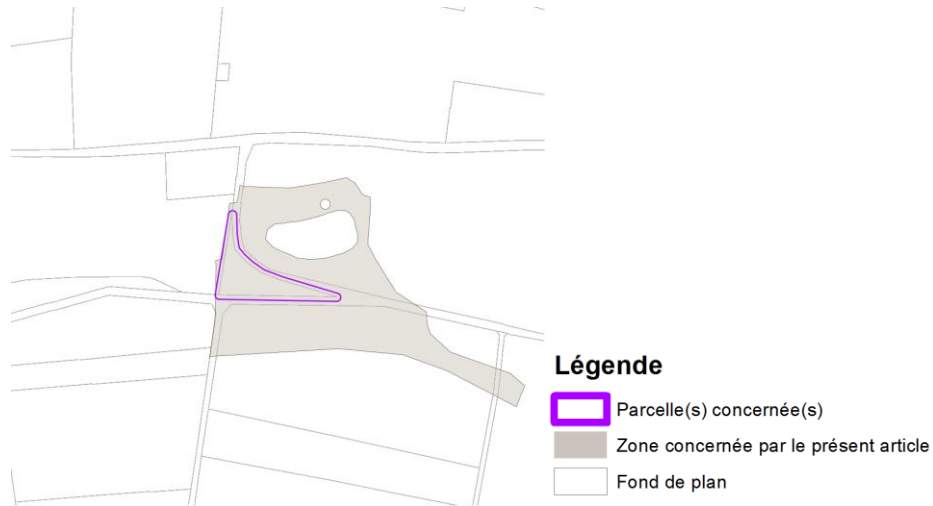 Légende
Parcelle(s) concernée(s)
Zone concernée par le présent article
Fond de plan